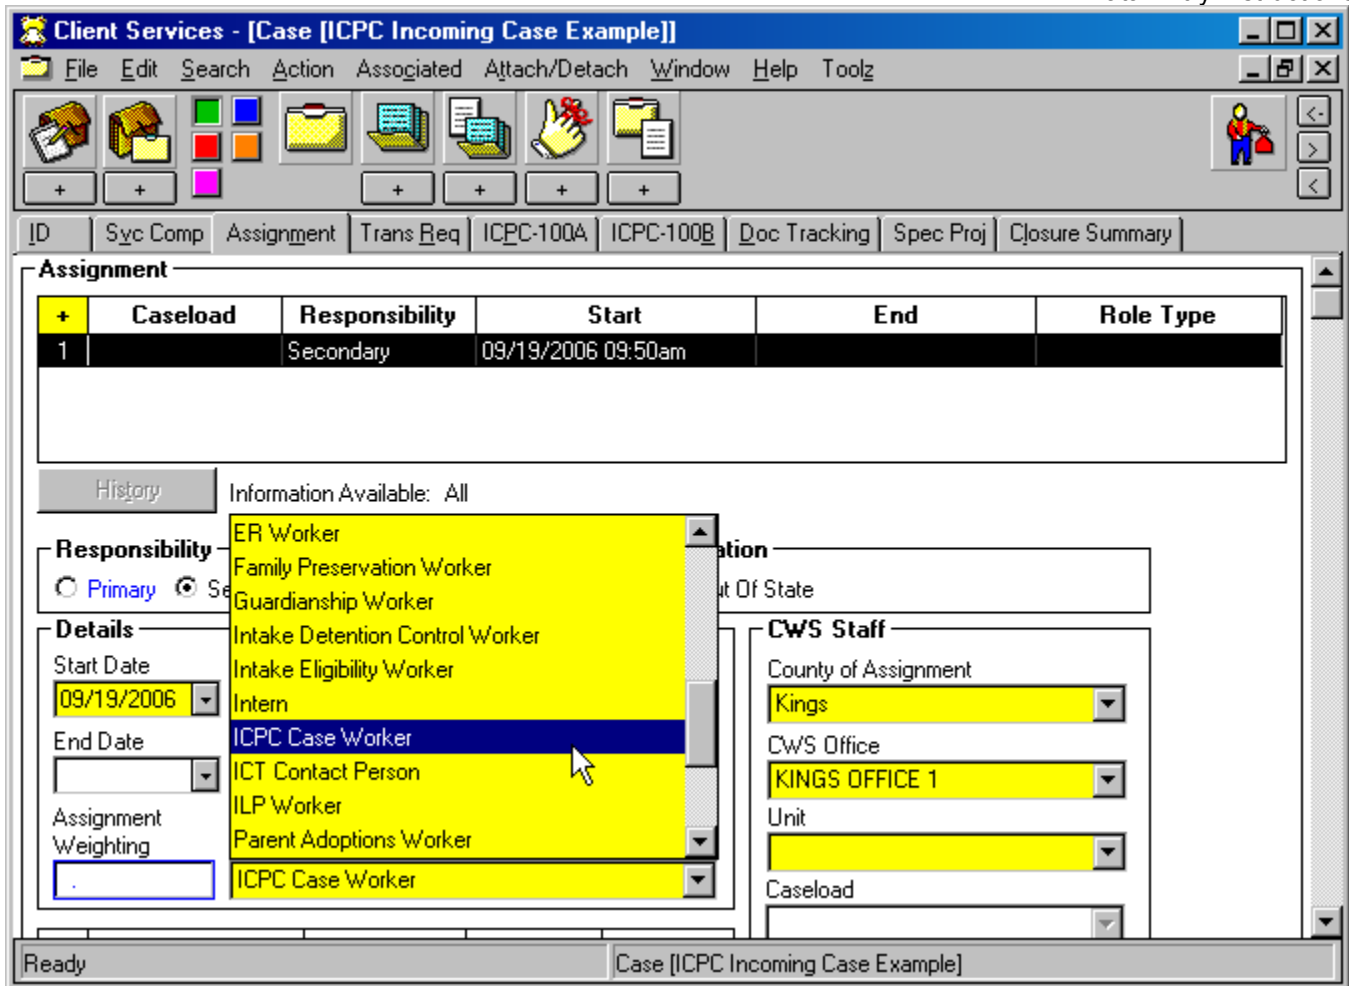 Client Services - [Case [ICPC Incoming Case Example]]
File Edit Search Action Associated Attach/Detach Window Help Toolz
+ + + + + +
ID Svc Comp Assignment Trans Req ICPC-100A ICPC-100B Doc Tracking Spec Proj Closure Summary
Assignment
+ Caseload Responsibility Start End Role Type
1 Secondary 09/19/2006 09:50am
History Information Available: All
ER Worker
Family Preservation Worker
Guardianship Worker
Intake Detention Control Worker
Intake Eligibility Worker
Intern
ICPC Case Worker
ICT Contact Person
ILP Worker
Parent Adoptions Worker
ICPC Case Worker
Responsibility
Primary Se
ation
ut Of State
Details
Start Date
09/19/2006
End Date
Assignment
Weighting
.
CWS Staff
County of Assignment
Kings
CWS Office
KINGS OFFICE 1
Unit
Caseload
Ready Case [ICPC Incoming Case Example]